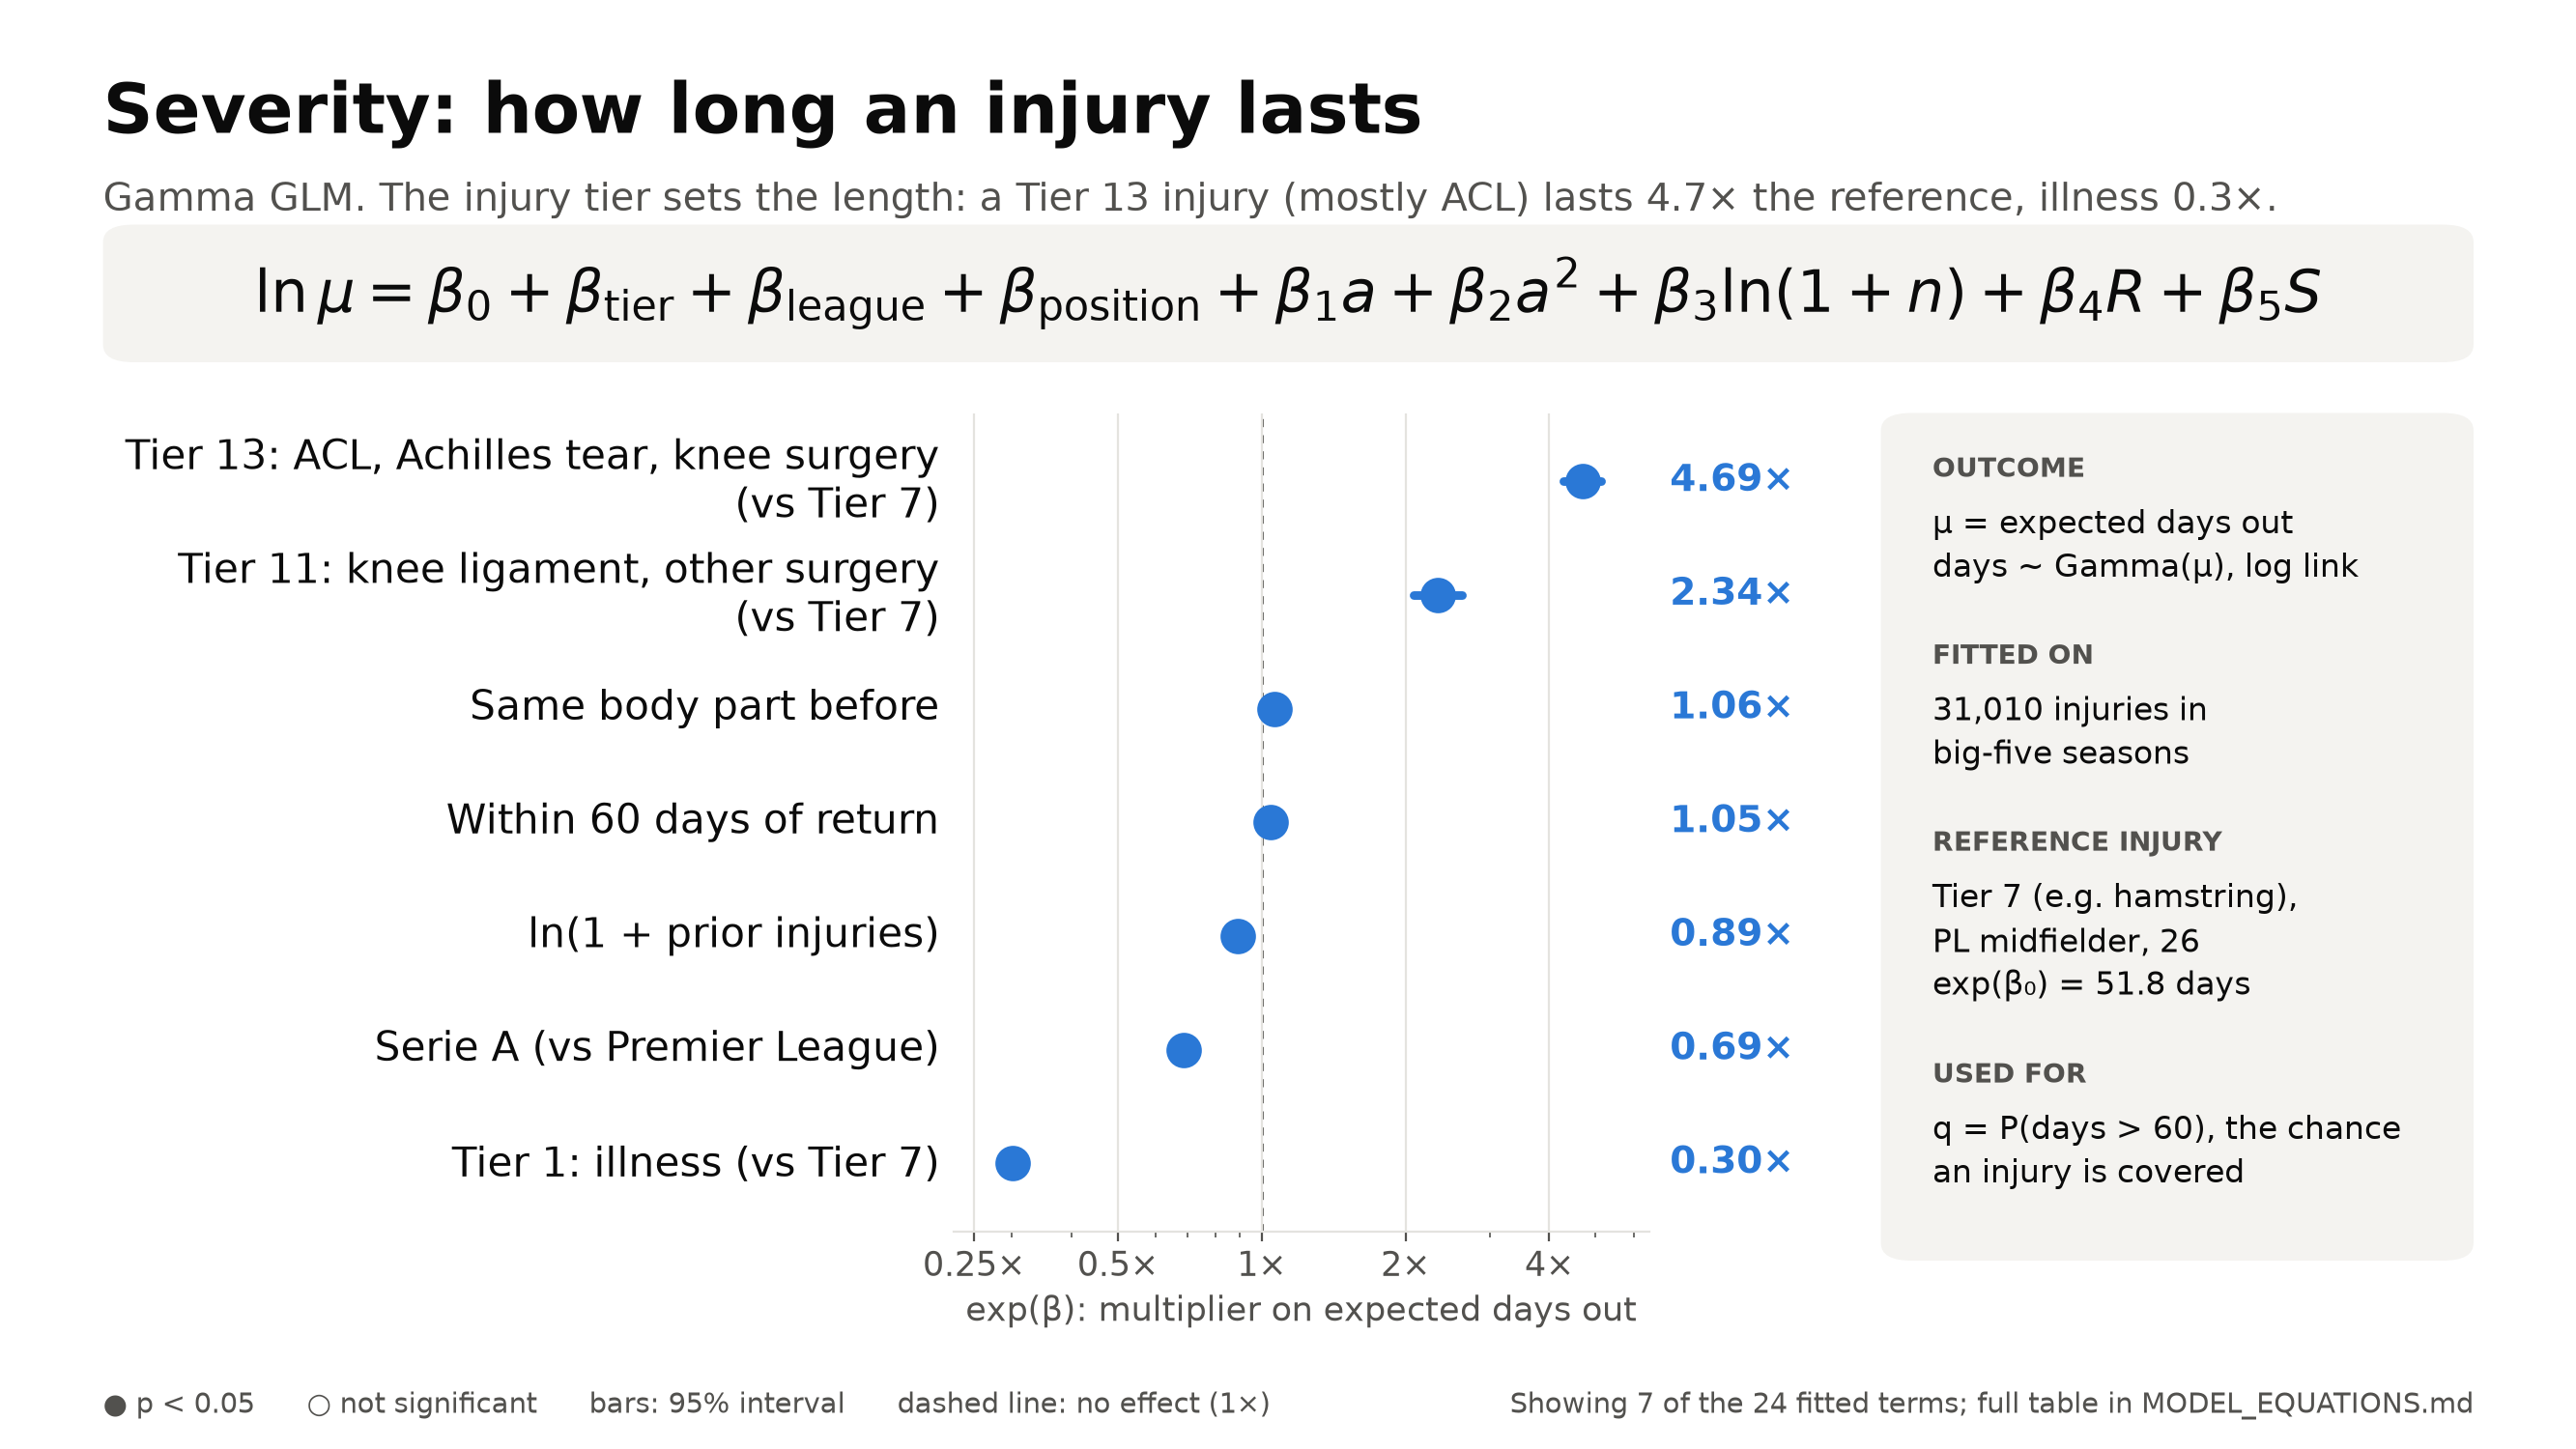 Severity: how long an injury lasts
Gamma GLM. The injury tier sets the length: a Tier 13 injury (mostly ACL) lasts 4.7× the reference, illness 0.3×.
ln μ = β₀ + β_tier + β_league + β_position + β₁a + β₂a² + β₃ln(1 + n) + β₄R + β₅S
Tier 13: ACL, Achilles tear, knee surgery
(vs Tier 7)
4.69×
Tier 11: knee ligament, other surgery
(vs Tier 7)
2.34×
Same body part before
1.06×
Within 60 days of return
1.05×
ln(1 + prior injuries)
0.89×
Serie A (vs Premier League)
0.69×
Tier 1: illness (vs Tier 7)
0.30×
0.25× 0.5× 1× 2× 4×
exp(β): multiplier on expected days out
OUTCOME
μ = expected days out
days ~ Gamma(μ), log link
FITTED ON
31,010 injuries in
big-five seasons
REFERENCE INJURY
Tier 7 (e.g. hamstring),
PL midfielder, 26
exp(β₀) = 51.8 days
USED FOR
q = P(days > 60), the chance
an injury is covered
● p < 0.05 ○ not significant bars: 95% interval dashed line: no effect (1×)
Showing 7 of the 24 fitted terms; full table in MODEL_EQUATIONS.md